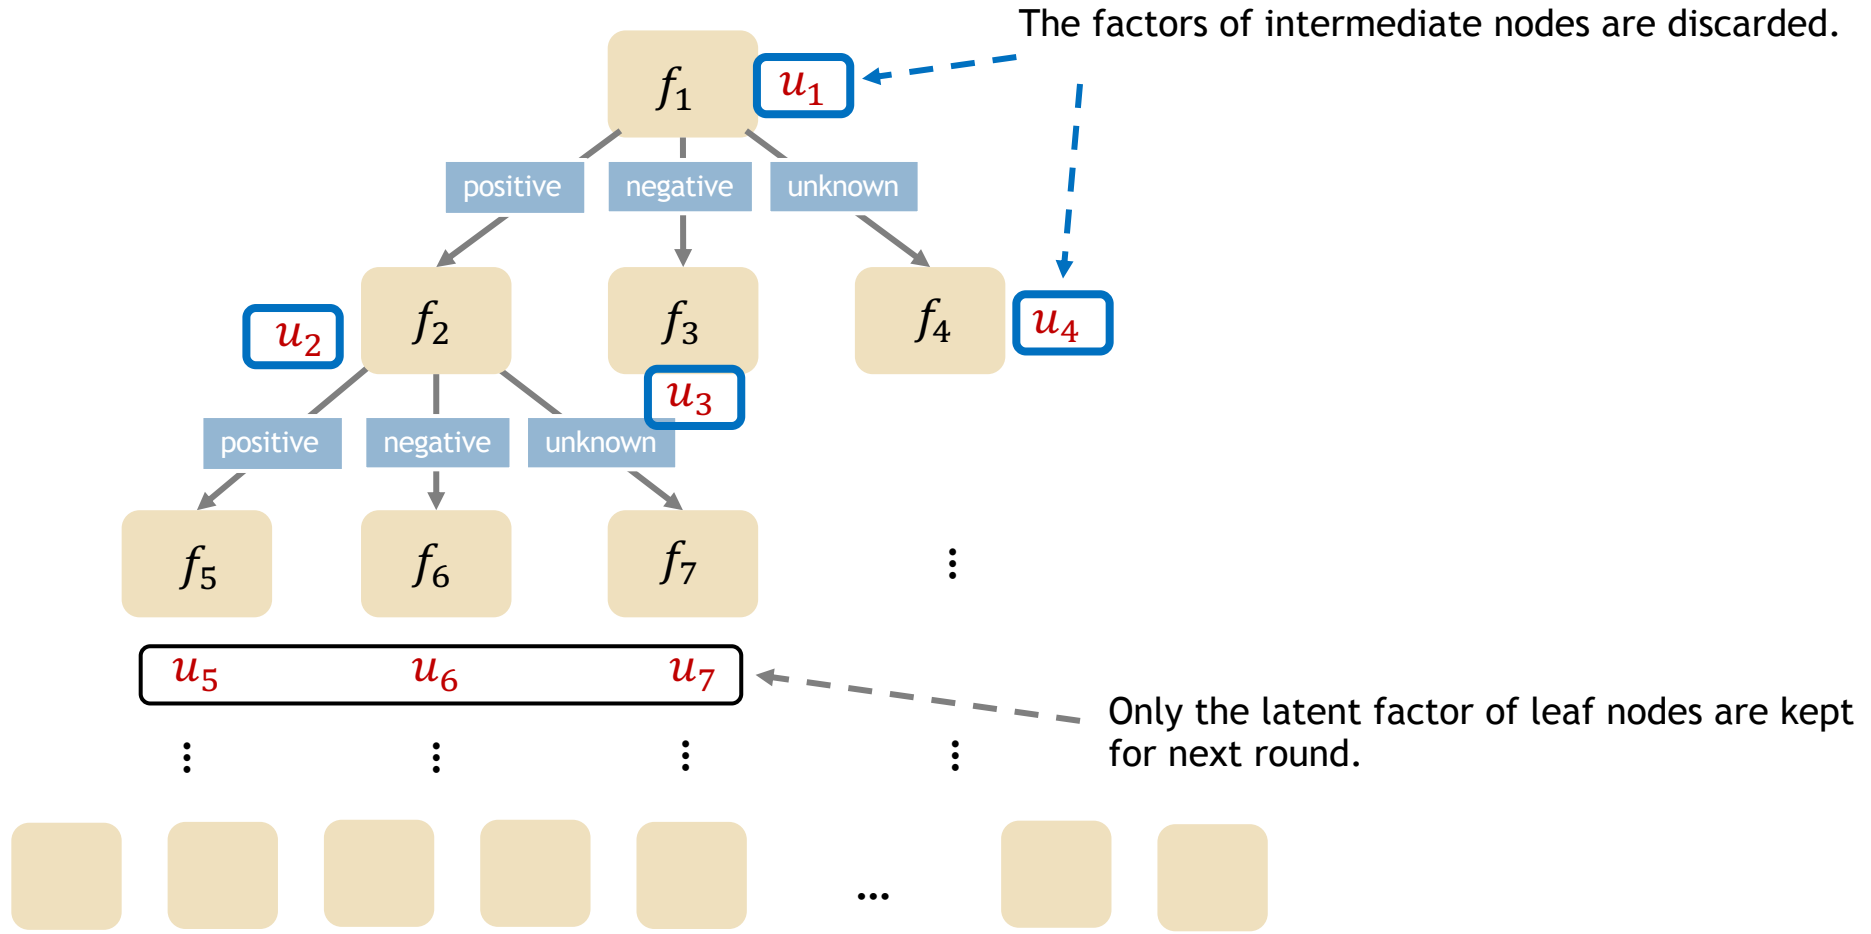 The factors of intermediate nodes are discarded.
f₁ u₁
positive negative unknown
u₂ f₂ f₃ f₄ u₄
u₃
positive negative unknown
f₅ f₆ f₇ ⋮
u₅ u₆ u₇
Only the latent factor of leaf nodes are kept
for next round.
⋮ ⋮ ⋮ ⋮
...